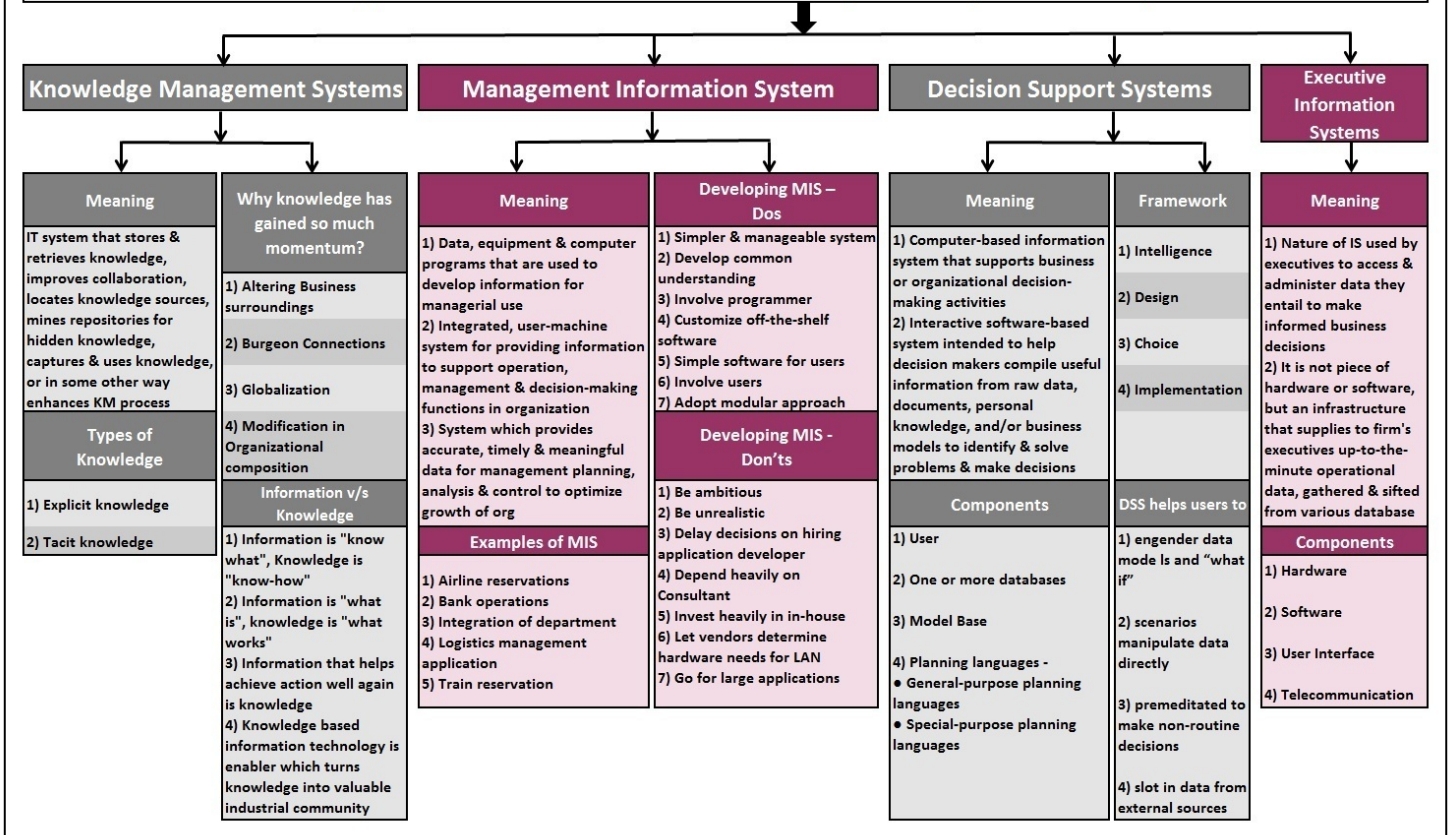 Knowledge Management Systems
Meaning
IT system that stores &
retrieves knowledge,
improves collaboration,
locates knowledge sources,
mines repositories for
hidden knowledge,
captures & uses knowledge,
or in some other way
enhances KM process
Types of
Knowledge
1) Explicit knowledge
2) Tacit knowledge
Why knowledge has
gained so much
momentum?
1) Altering Business
surroundings
2) Burgeon Connections
3) Globalization
4) Modification in
Organizational
composition
Information v/s
Knowledge
1) Information is "know
what", Knowledge is
"know-how"
2) Information is "what
is", knowledge is "what
works"
3) Information that helps
achieve action well again
is knowledge
4) Knowledge based
information technology is
enabler which turns
knowledge into valuable
industrial community
Management Information System
Meaning
1) Data, equipment & computer
programs that are used to
develop information for
managerial use
2) Integrated, user-machine
system for providing information
to support operation,
management & decision-making
functions in organization
3) System which provides
accurate, timely & meaningful
data for management planning,
analysis & control to optimize
growth of org
Examples of MIS
1) Airline reservations
2) Bank operations
3) Integration of department
4) Logistics management
application
5) Train reservation
Developing MIS –
Dos
1) Simpler & manageable system
2) Develop common
understanding
3) Involve programmer
4) Customize off-the-shelf
software
5) Simple software for users
6) Involve users
7) Adopt modular approach
Developing MIS -
Don'ts
1) Be ambitious
2) Be unrealistic
3) Delay decisions on hiring
application developer
4) Depend heavily on
Consultant
5) Invest heavily in in-house
6) Let vendors determine
hardware needs for LAN
7) Go for large applications
Decision Support Systems
Meaning
1) Computer-based information
system that supports business
or organizational decision-
making activities
2) Interactive software-based
system intended to help
decision makers compile useful
information from raw data,
documents, personal
knowledge, and/or business
models to identify & solve
problems & make decisions
Components
1) User
2) One or more databases
3) Model Base
4) Planning languages -
● General-purpose planning
languages
● Special-purpose planning
languages
Framework
1) Intelligence
2) Design
3) Choice
4) Implementation
DSS helps users to
1) engender data
mode ls and “what
if”
2) scenarios
manipulate data
directly
3) premeditated to
make non-routine
decisions
4) slot in data from
external sources
Executive
Information
Systems
Meaning
1) Nature of IS used by
executives to access &
administer data they
entail to make
informed business
decisions
2) It is not piece of
hardware or software,
but an infrastructure
that supplies to firm's
executives up-to-the-
minute operational
data, gathered & sifted
from various database
Components
1) Hardware
2) Software
3) User Interface
4) Telecommunication